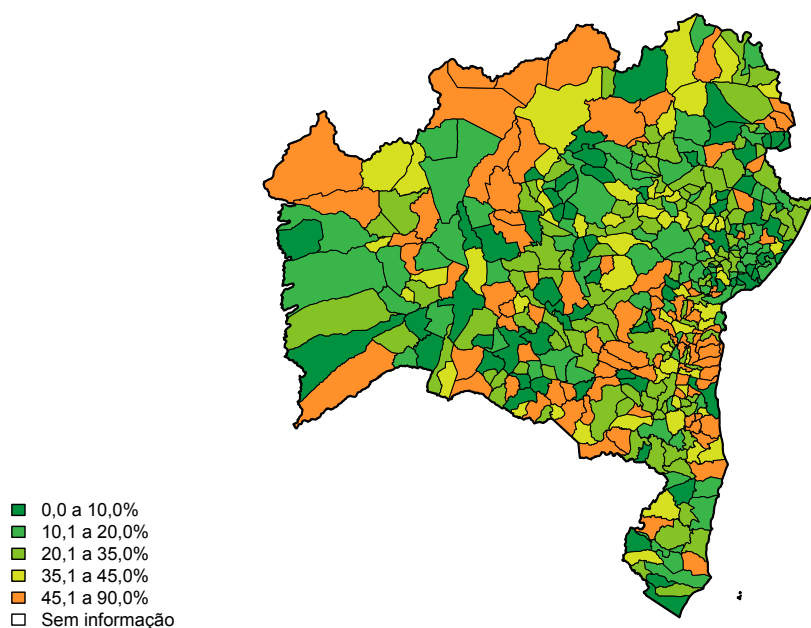 0,0 a 10,0%
10,1 a 20,0%
20,1 a 35,0%
35,1 a 45,0%
45,1 a 90,0%
Sem informação